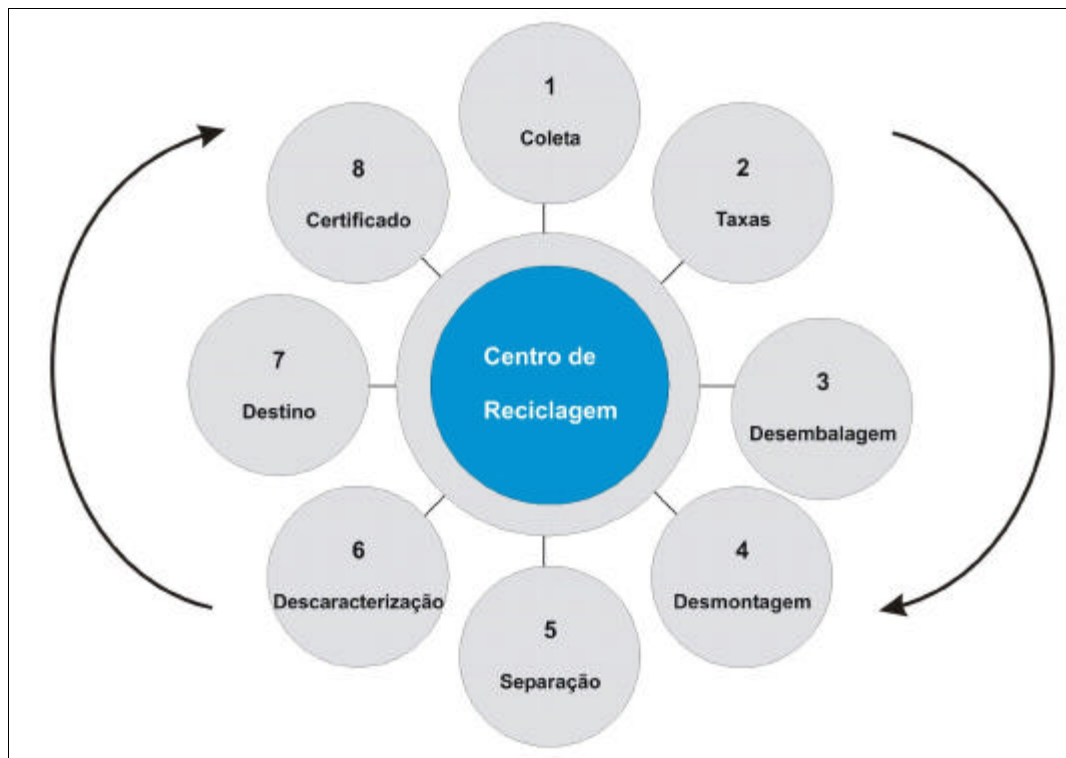 1
Coleta
2
Taxas
3
Desembalagem
4
Desmontagem
5
Separação
6
Descaracterização
7
Destino
8
Certificado
Centro de
Reciclagem